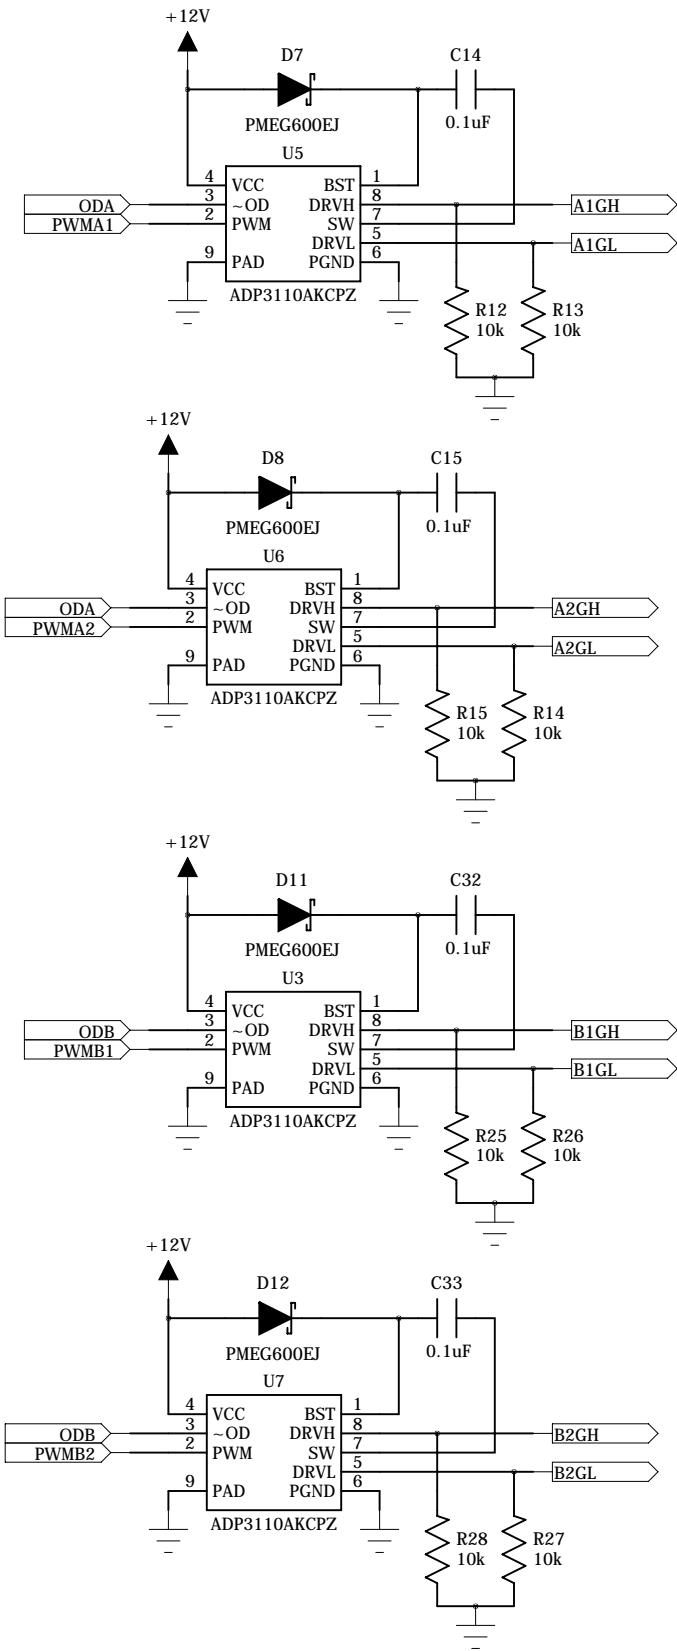 +12V
D7
C14
PMEG600EJ
0.1uF
U5
4 VCC BST 1
ODA 3 ~OD DRVH 8 A1GH
PWMA1 2 PWM SW 7
DRVL 5 A1GL
9 PAD PGND 6
ADP3110AKCPZ
R12 R13
10k 10k
+12V
D8
C15
PMEG600EJ
0.1uF
U6
4 VCC BST 1
ODA 3 ~OD DRVH 8 A2GH
PWMA2 2 PWM SW 7
DRVL 5 A2GL
9 PAD PGND 6
ADP3110AKCPZ
R15 R14
10k 10k
+12V
D11
C32
PMEG600EJ
0.1uF
U3
4 VCC BST 1
ODB 3 ~OD DRVH 8 B1GH
PWMB1 2 PWM SW 7
DRVL 5 B1GL
9 PAD PGND 6
ADP3110AKCPZ
R25 R26
10k 10k
+12V
D12
C33
PMEG600EJ
0.1uF
U7
4 VCC BST 1
ODB 3 ~OD DRVH 8 B2GH
PWMB2 2 PWM SW 7
DRVL 5 B2GL
9 PAD PGND 6
ADP3110AKCPZ
R28 R27
10k 10k